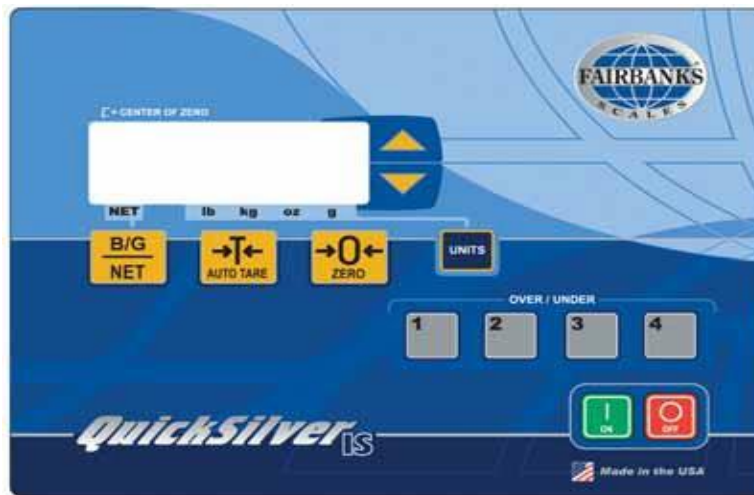 FAIRBANKS
SCALES
CENTER OF ZERO
NET lb kg oz g
B/G
NET
T
AUTO TARE
0
ZERO
UNITS
OVER / UNDER
1 2 3 4
ON
OFF
QuickSilver IS
Made in the USA